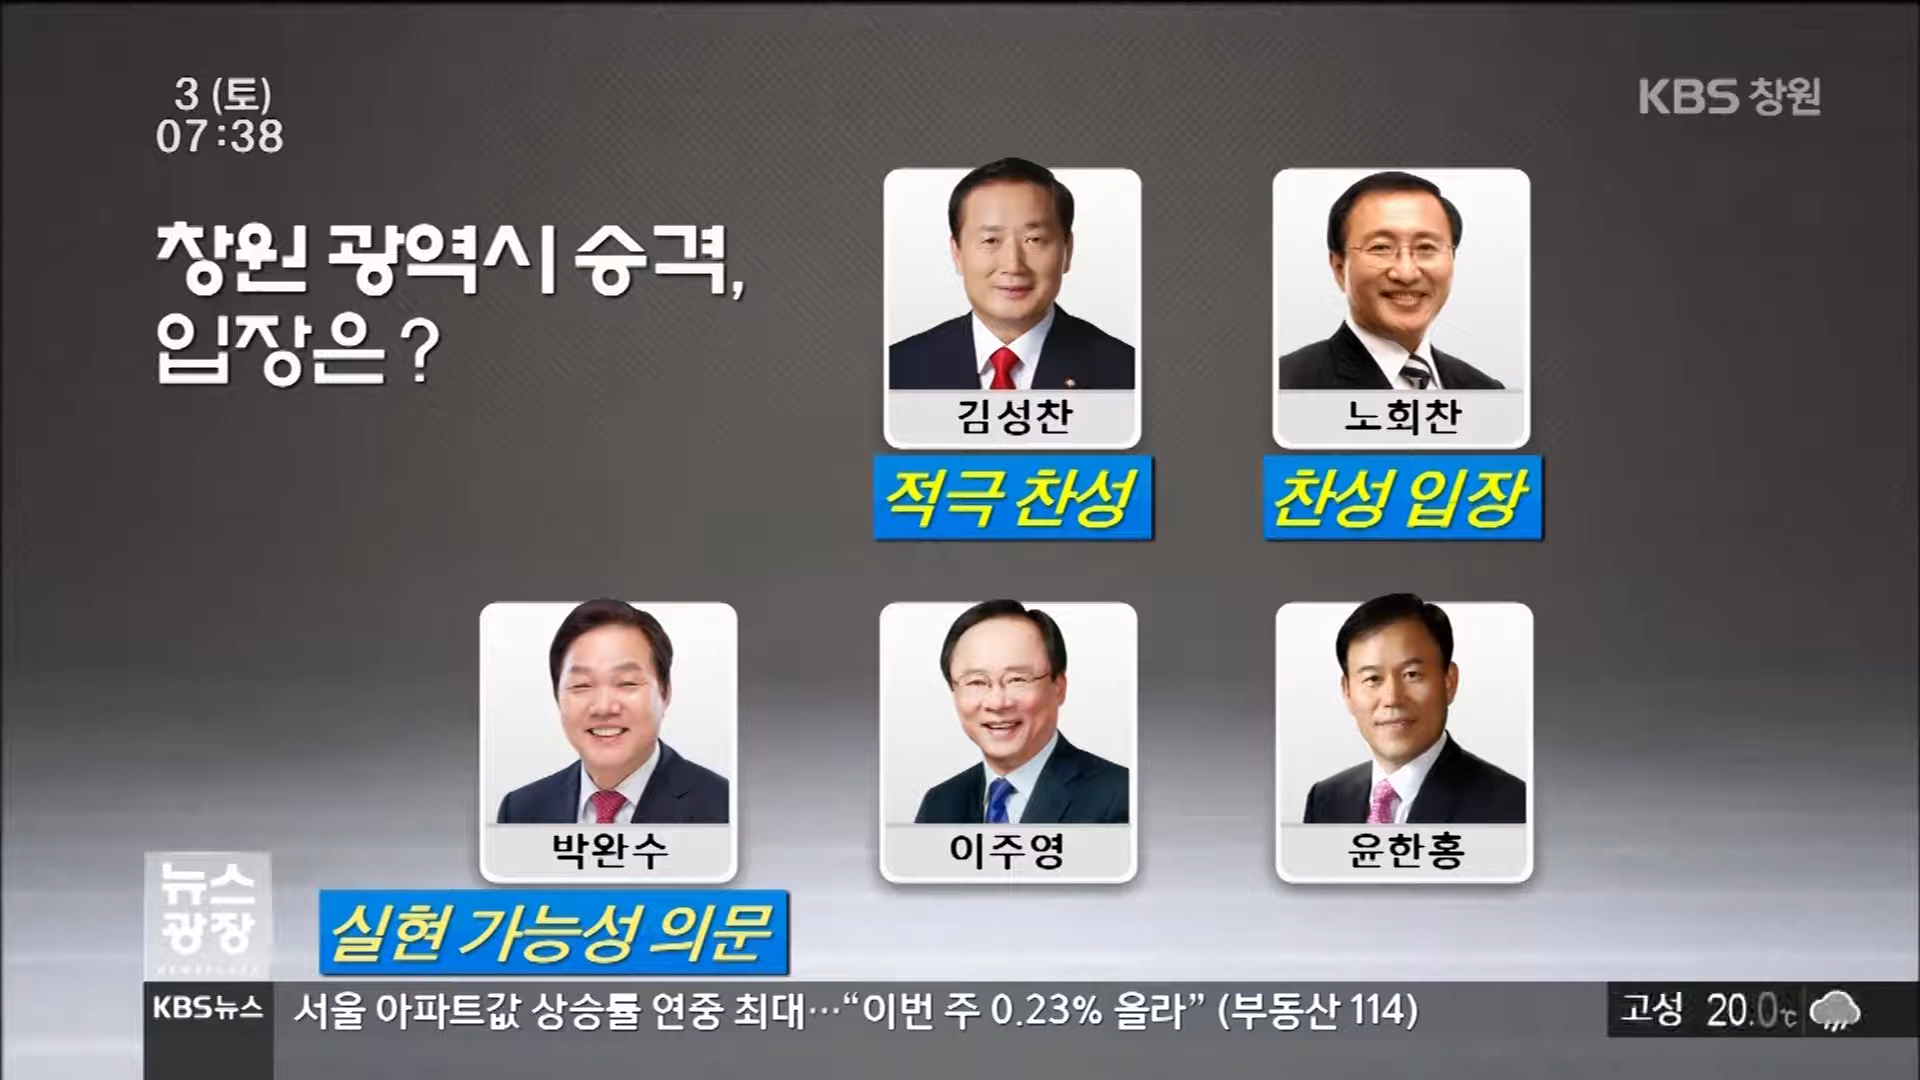 3 (토)
07:38
KBS 창원
창원 광역시 승격,
입장은?
김성찬
노회찬
적극 찬성
찬성 입장
박완수
이주영
윤한홍
실현 가능성 의문
뉴스
광장
KBS뉴스
서울 아파트값 상승률 연중 최대…“이번 주 0.23% 올라” (부동산 114)
고성 20.0℃